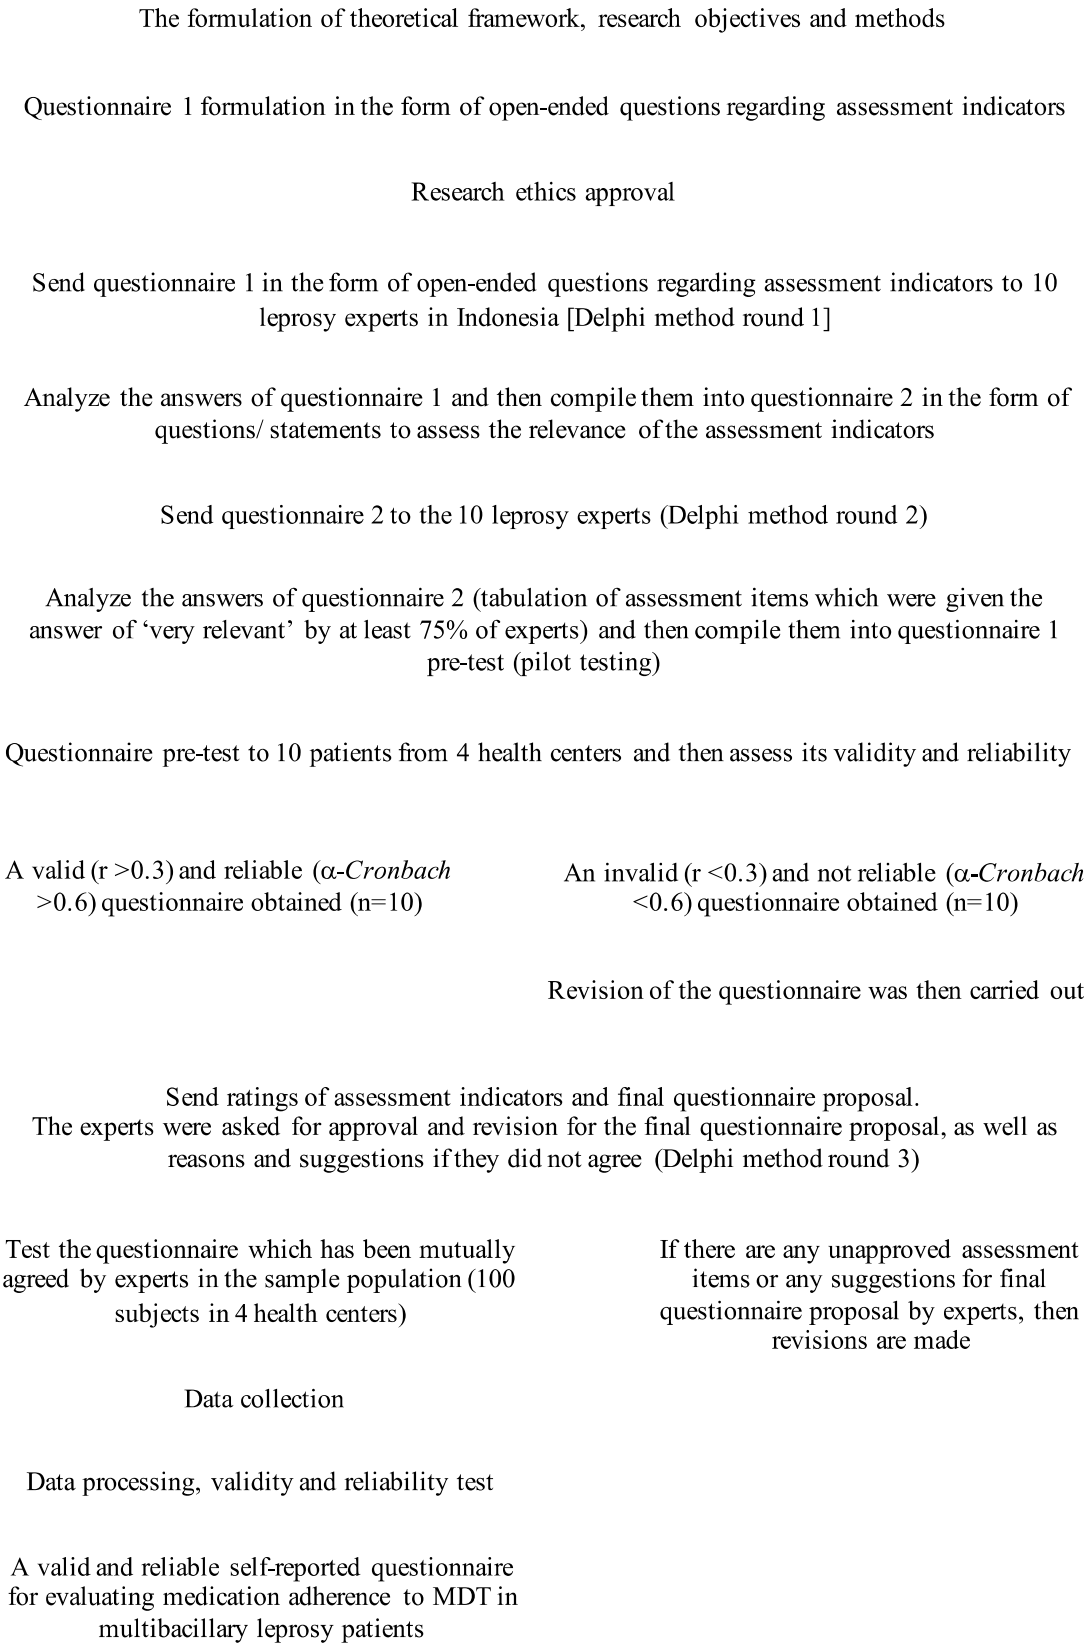 The formulation of theoretical framework, research objectives and methods
Questionnaire 1 formulation in the form of open-ended questions regarding assessment indicators
Research ethics approval
Send questionnaire 1 in the form of open-ended questions regarding assessment indicators to 10
leprosy experts in Indonesia [Delphi method round 1]
Analyze the answers of questionnaire 1 and then compile them into questionnaire 2 in the form of
questions/ statements to assess the relevance of the assessment indicators
Send questionnaire 2 to the 10 leprosy experts (Delphi method round 2)
Analyze the answers of questionnaire 2 (tabulation of assessment items which were given the
answer of ‘very relevant’ by at least 75% of experts) and then compile them into questionnaire 1
pre-test (pilot testing)
Questionnaire pre-test to 10 patients from 4 health centers and then assess its validity and reliability
A valid (r >0.3) and reliable (α-Cronbach
>0.6) questionnaire obtained (n=10)
An invalid (r <0.3) and not reliable (α-Cronbach
<0.6) questionnaire obtained (n=10)
Revision of the questionnaire was then carried out
Send ratings of assessment indicators and final questionnaire proposal.
The experts were asked for approval and revision for the final questionnaire proposal, as well as
reasons and suggestions if they did not agree (Delphi method round 3)
Test the questionnaire which has been mutually
agreed by experts in the sample population (100
subjects in 4 health centers)
If there are any unapproved assessment
items or any suggestions for final
questionnaire proposal by experts, then
revisions are made
Data collection
Data processing, validity and reliability test
A valid and reliable self-reported questionnaire
for evaluating medication adherence to MDT in
multibacillary leprosy patients